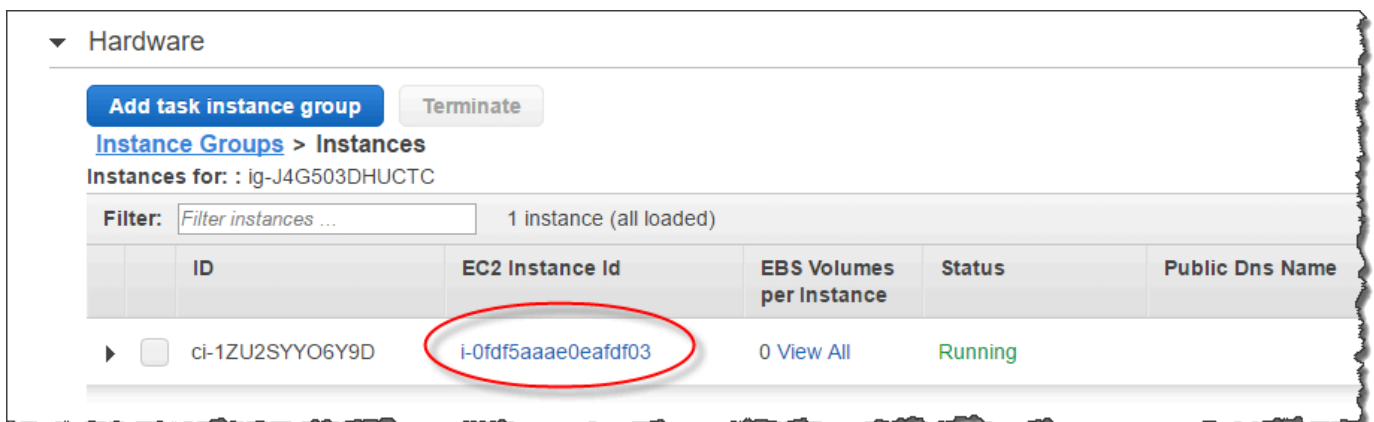 Hardware
Add task instance group Terminate
Instance Groups > Instances
Instances for: : ig-J4G503DHUCTC
Filter: Filter instances ... 1 instance (all loaded)
ID EC2 Instance Id EBS Volumes per Instance Status Public Dns Name
ci-1ZU2SYYO6Y9D i-0fdf5aaae0eafdf03 0 View All Running